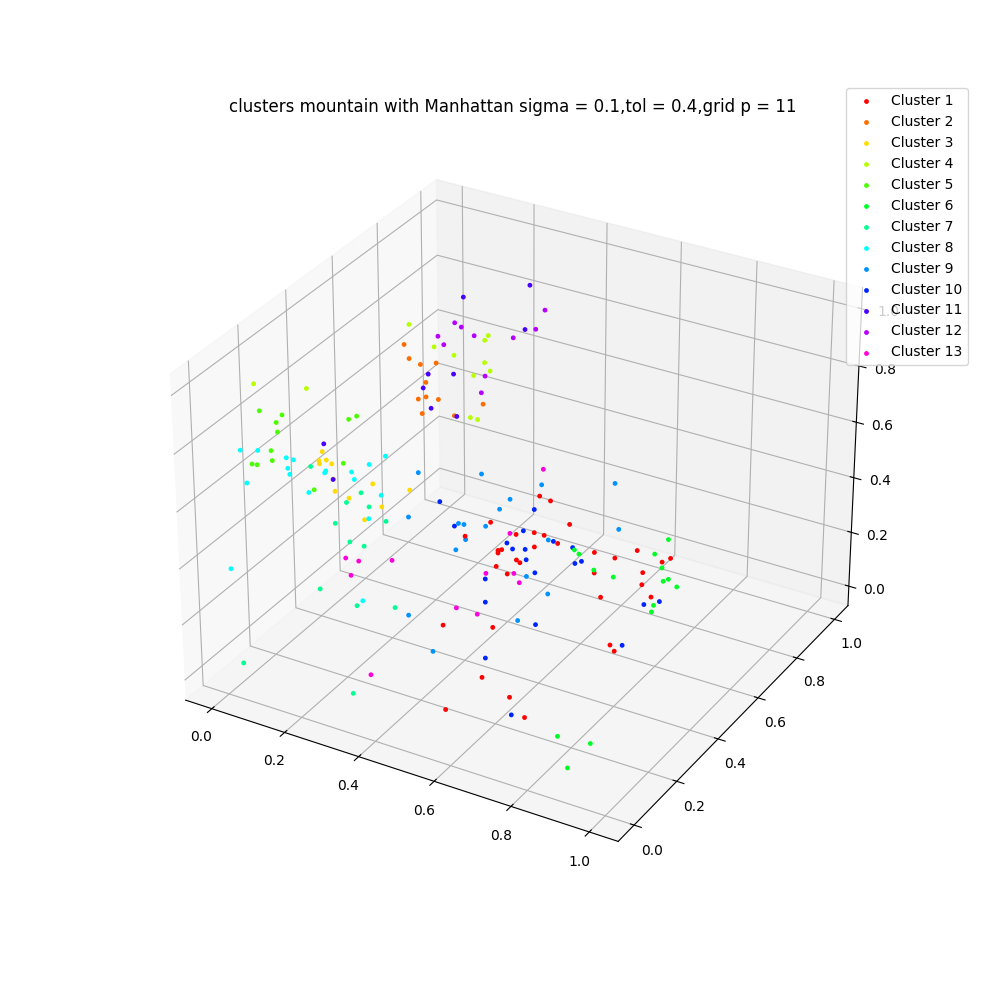 clusters mountain with Manhattan sigma = 0.1,tol = 0.4,grid p = 11
Cluster 1
Cluster 2
Cluster 3
Cluster 4
Cluster 5
Cluster 6
Cluster 7
Cluster 8
Cluster 9
Cluster 10
Cluster 11
Cluster 12
Cluster 13
0.8
0.6
0.4
0.2
0.0
1.0
0.8
0.6
0.4
0.2
0.0
0.0
0.2
0.4
0.6
0.8
1.0